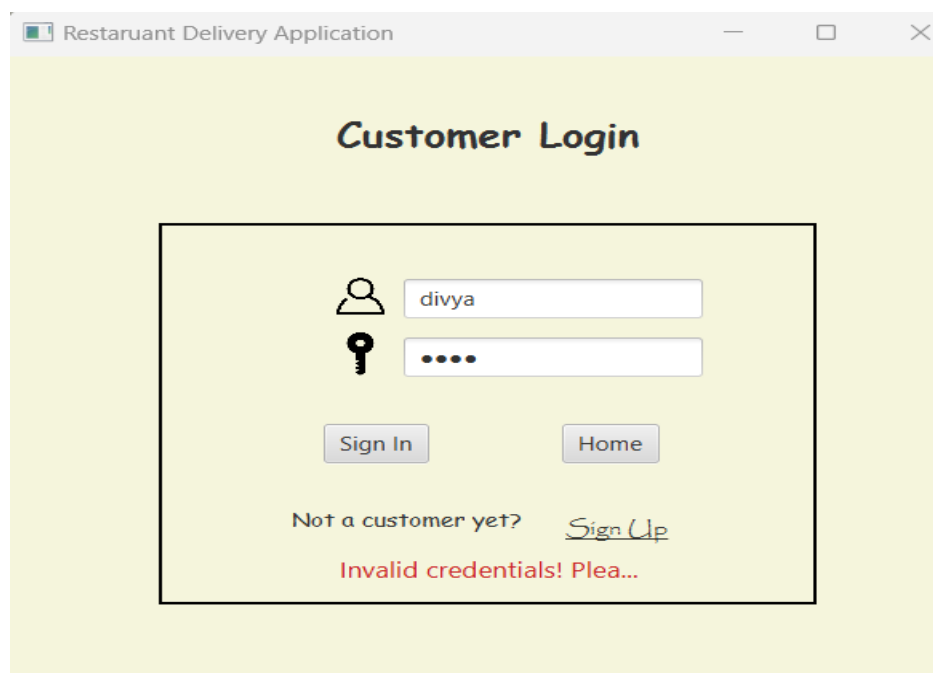 Restaruant Delivery Application
Customer Login
divya
••••
Sign In Home
Not a customer yet? Sign Up
Invalid credentials! Plea...